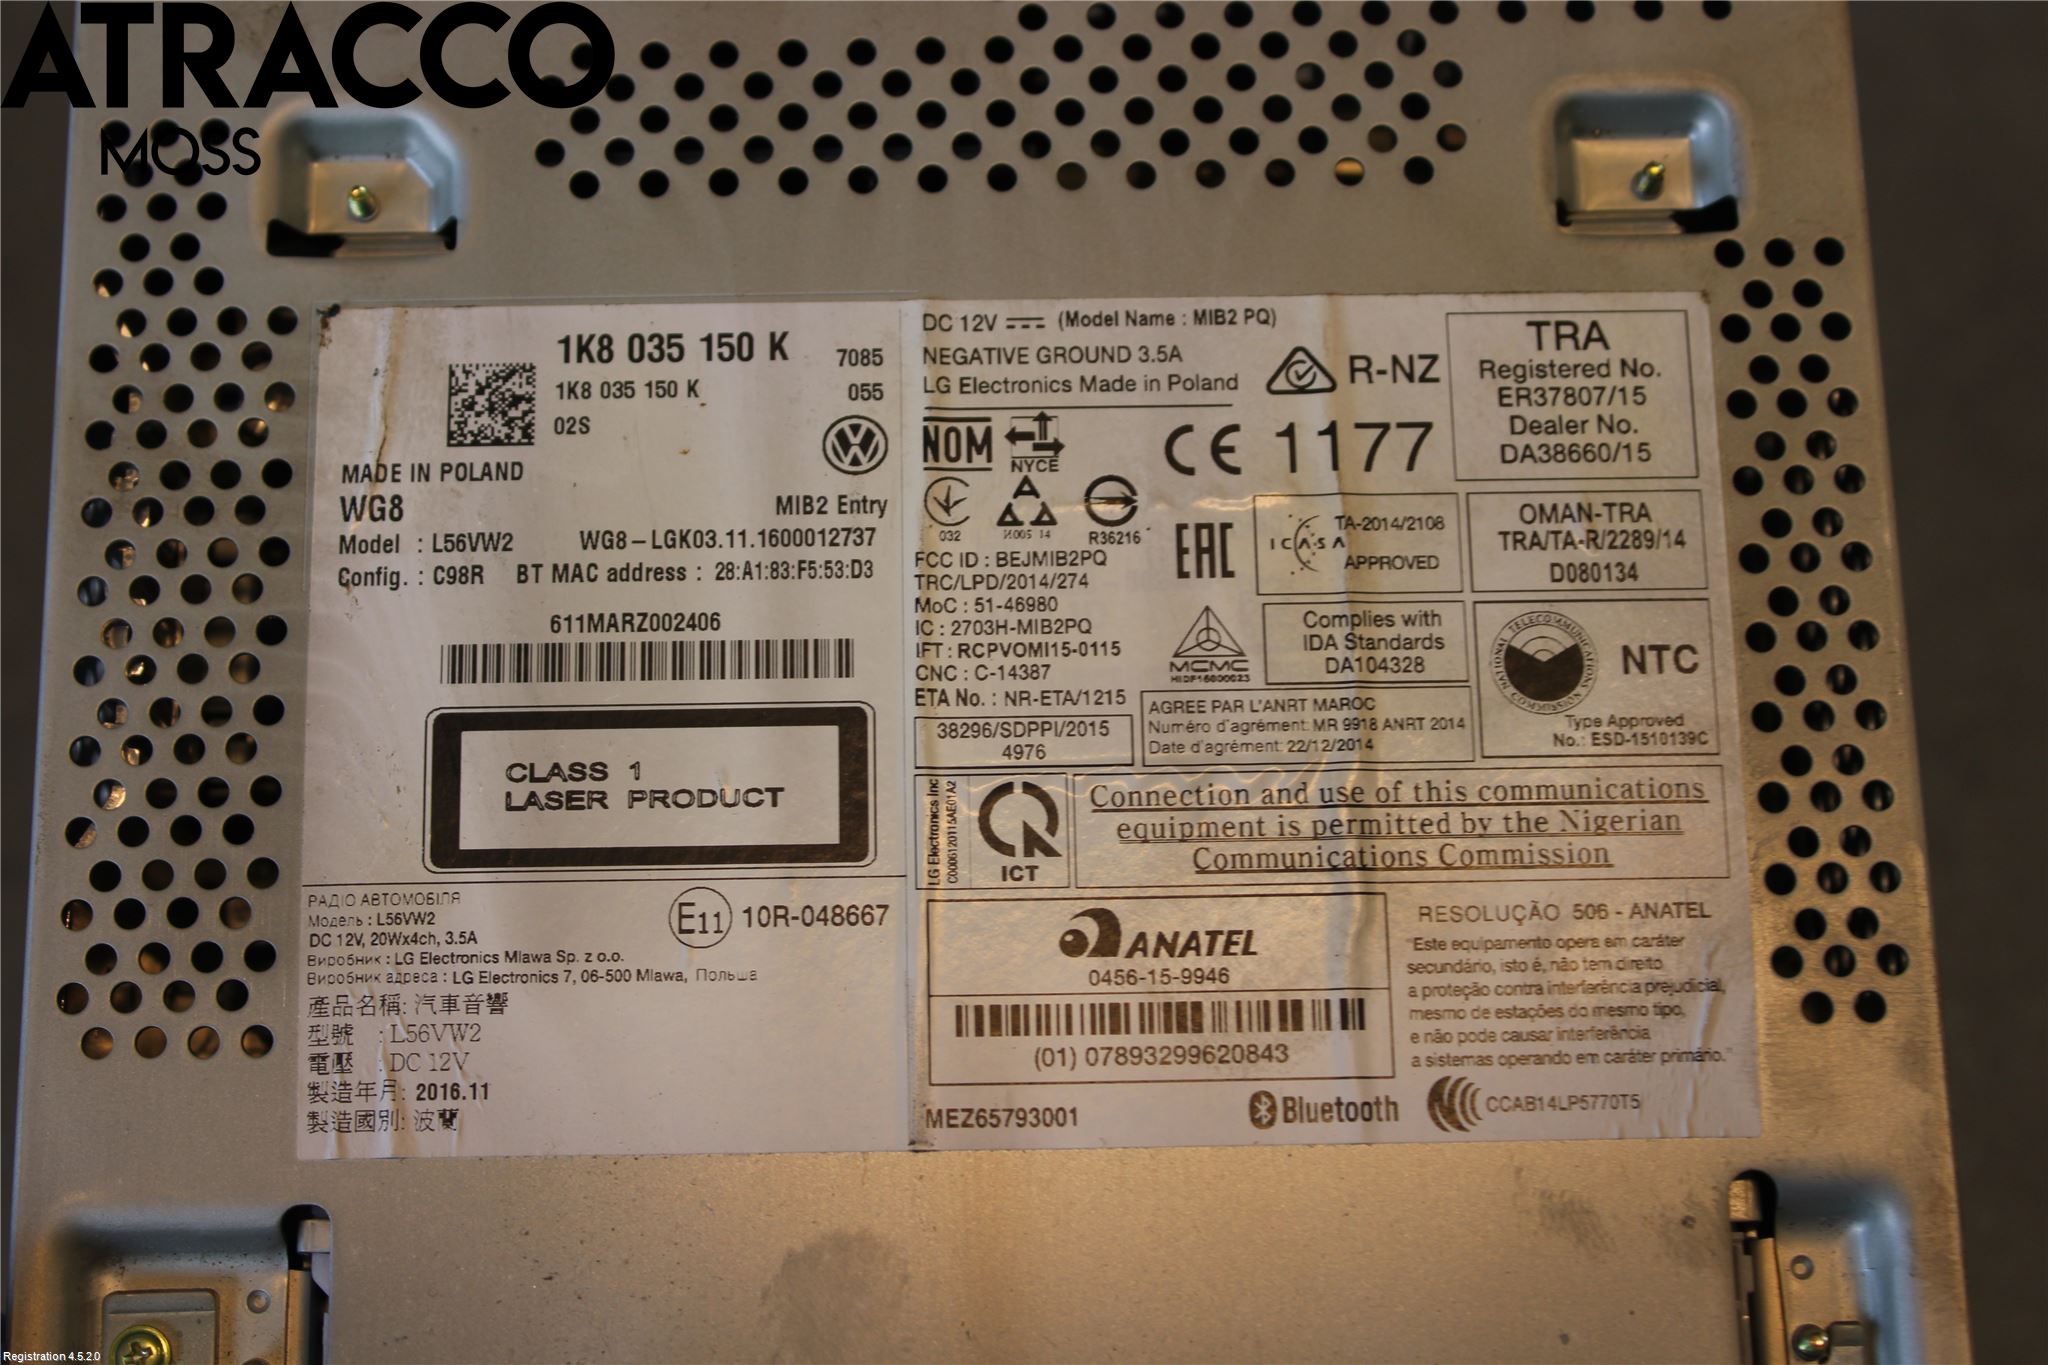 ATRACCO
MOSS
1K8 035 150 K
7085
1K8 035 150 K
055
02S
MADE IN POLAND
WG8
MIB2 Entry
Model : L56VW2
WG8-LGK03.11.1600012737
Config. : C98R
BT MAC address : 28:A1:83:F5:53:D3
611MARZ002406
CLASS 1
LASER PRODUCT
РАДІО АВТОМОБІЛЯ
Модель : L56VW2
DC 12V, 20Wx4ch, 3.5A
Виробник : LG Electronics Mlawa Sp. z o.o.
Виробник адреса : LG Electronics 7, 06-500 Mlawa, Польша
E11 10R-048667
產品名稱: 汽車音響
型號 : L56VW2
電壓 : DC 12V
製造年月: 2016.11
製造國別: 波蘭
DC 12V (Model Name : MIB2 PQ)
NEGATIVE GROUND 3.5A
LG Electronics Made in Poland
R-NZ
TRA
Registered No.
ER37807/15
Dealer No.
DA38660/15
NOM
NYCE
CE 1177
032
R36216
EAC
ICASA
TA-2014/2108
APPROVED
OMAN-TRA
TRA/TA-R/2289/14
D080134
FCC ID : BEJMIB2PQ
TRC/LPD/2014/274
MoC : 51-46980
IC : 2703H-MIB2PQ
IFT : RCPVOMI15-0115
CNC : C-14387
ETA No. : NR-ETA/1215
MCMC
HIDF16000023
Complies with
IDA Standards
DA104328
NATIONAL TELECOMMUNICATIONS COMMISSION
NTC
Type Approved
No.: ESD-1510139C
38296/SDPPI/2015
4976
AGREE PAR L'ANRT MAROC
Numéro d'agrément: MR 9918 ANRT 2014
Date d'agrément: 22/12/2014
LG Electronics Inc
C0006120115AE01A2
ICT
Connection and use of this communications
equipment is permitted by the Nigerian
Communications Commission
ANATEL
0456-15-9946
(01) 07893299620843
RESOLUÇÃO 506 - ANATEL
"Este equipamento opera em caráter
secundário, isto é, não tem direito
a proteção contra interferência prejudicial,
mesmo de estações do mesmo tipo,
e não pode causar interferência
a sistemas operando em caráter primário."
MEZ65793001
Bluetooth
CCAB14LP5770T5
Registration 4.5.2.0